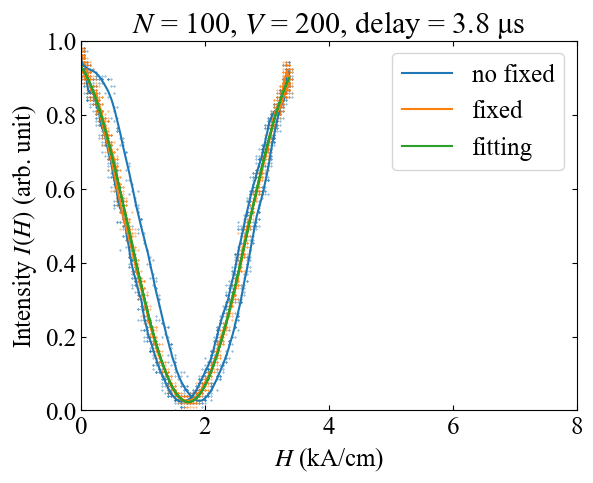 N = 100, V = 200, delay = 3.8 μs
1.0
0.8
0.6
0.4
0.2
0.0
Intensity I(H) (arb. unit)
no fixed
fixed
fitting
0 2 4 6 8
H (kA/cm)